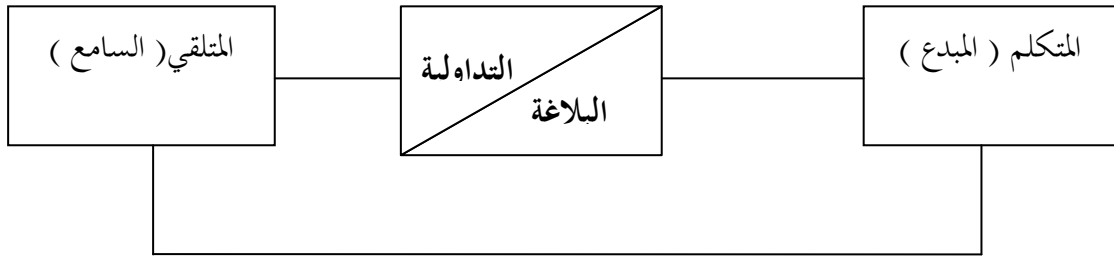 المتكلم ( المبدع )
التداولية
البلاغة
المتلقي( السامع )